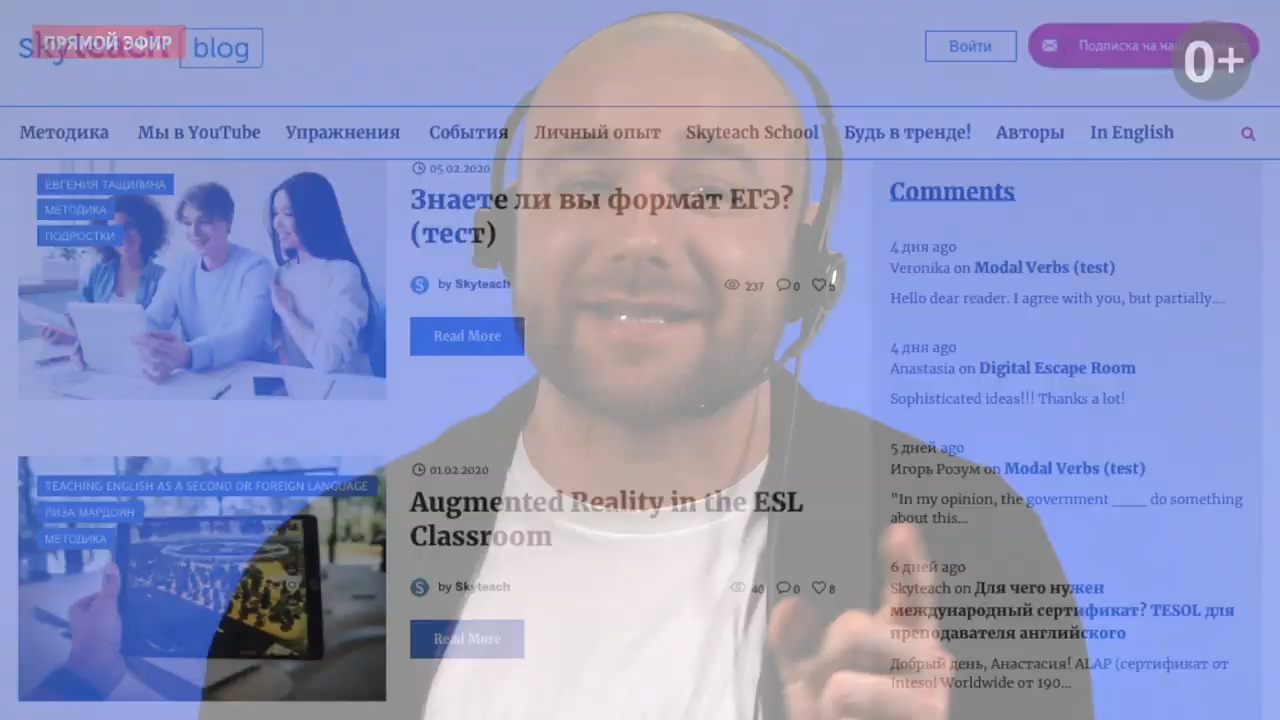 skyteach blog
ПРЯМОЙ ЭФИР
Войти
Подписка на на
0+
Методика Мы в YouTube Упражнения События Личный опыт Skyteach School Будь в тренде! Авторы In English
ЕВГЕНИЯ ТАЩИЛИНА
МЕТОДИКА
ПОДРОСТКИ
05.02.2020
Знаете ли вы формат ЕГЭ?
(тест)
by Skyteach
237 0 5
Read More
TEACHING ENGLISH AS A SECOND OR FOREIGN LANGUAGE
ЛИЗА МАРДОЯН
МЕТОДИКА
01.02.2020
Augmented Reality in the ESL
Classroom
by Skyteach
40 0 8
Read More
Comments
4 дня ago
Veronika on Modal Verbs (test)
Hello dear reader. I agree with you, but partially....
4 дня ago
Anastasia on Digital Escape Room
Sophisticated ideas!!! Thanks a lot!
5 дней ago
Игорь Розум on Modal Verbs (test)
"In my opinion, the government ____ do something
about this...
6 дней ago
Skyteach on Для чего нужен
международный сертификат? TESOL для
преподавателя английского
Добрый день, Анастасия! ALAP (сертификат от
Intesol Worldwide от 190...